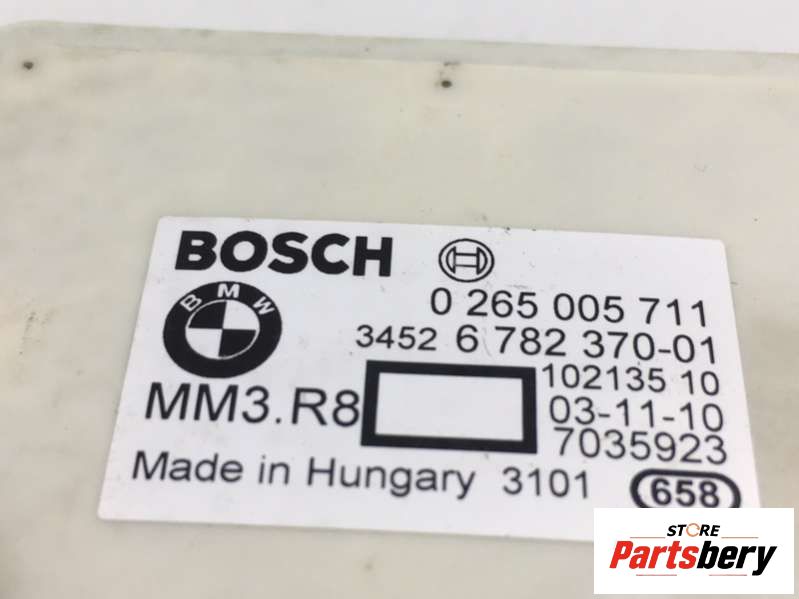 BOSCH
BMW
0 265 005 711
3452 6 782 370-01
102135 10
MM3.R8
03-11-10
7035923
Made in Hungary 3101
658
STORE
Partsbery